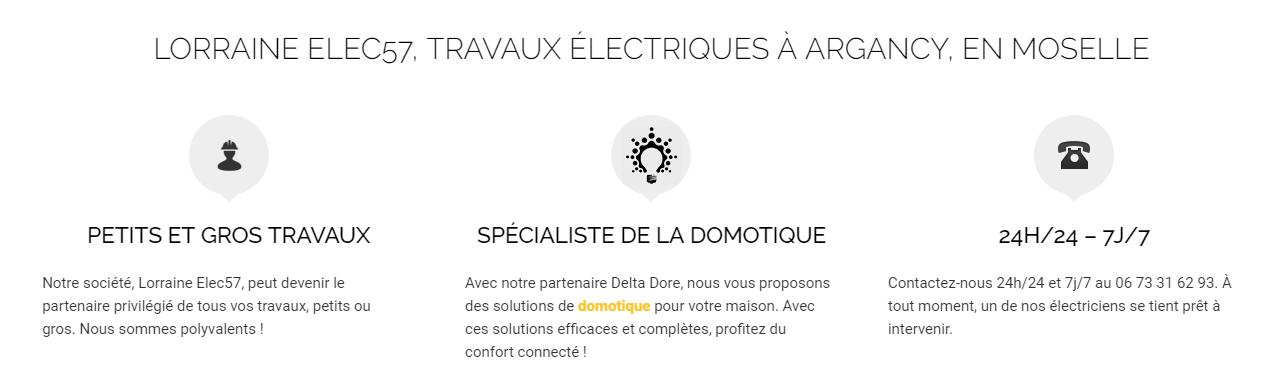 LORRAINE ELEC57, TRAVAUX ÉLECTRIQUES À ARGANCY, EN MOSELLE
PETITS ET GROS TRAVAUX
Notre société, Lorraine Elec57, peut devenir le
partenaire privilégié de tous vos travaux, petits ou
gros. Nous sommes polyvalents !
SPÉCIALISTE DE LA DOMOTIQUE
Avec notre partenaire Delta Dore, nous vous proposons
des solutions de domotique pour votre maison. Avec
ces solutions efficaces et complètes, profitez du
confort connecté !
24H/24 – 7J/7
Contactez-nous 24h/24 et 7j/7 au 06 73 31 62 93. À
tout moment, un de nos électriciens se tient prêt à
intervenir.